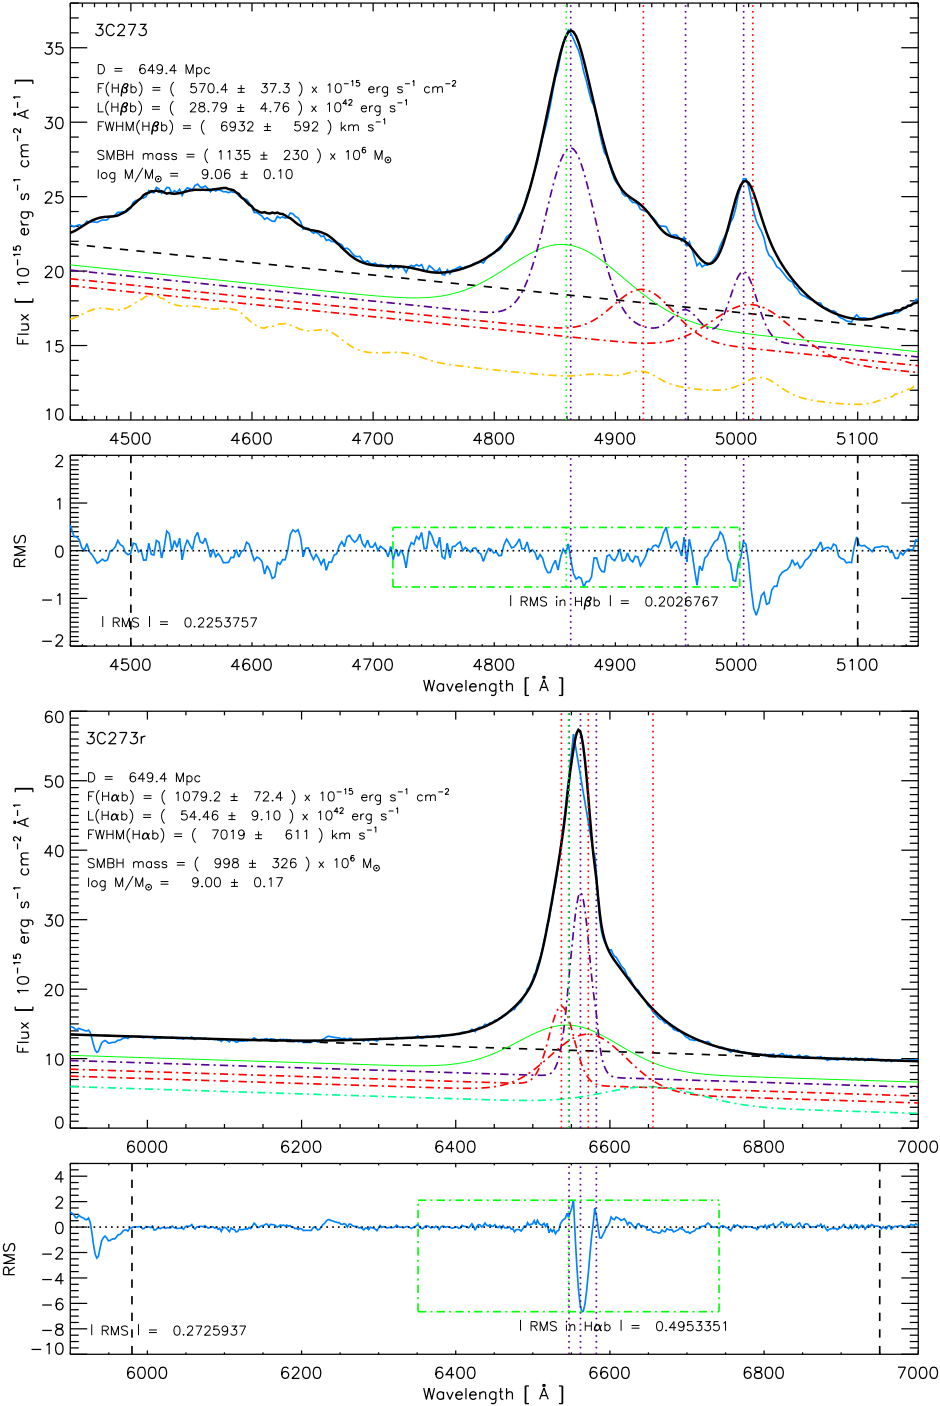 3C273
D = 649.4 Mpc
F(Hβb) = ( 570.4 ± 37.3 ) x 10⁻¹⁵ erg s⁻¹ cm⁻²
L(Hβb) = ( 28.79 ± 4.76 ) x 10⁴² erg s⁻¹
FWHM(Hβb) = ( 6932 ± 592 ) km s⁻¹
SMBH mass = ( 1135 ± 230 ) x 10⁶ M⊙
log M/M⊙ = 9.06 ± 0.10
Flux [ 10⁻¹⁵ erg s⁻¹ cm⁻² Å⁻¹ ]
35
30
25
20
15
10
4500 4600 4700 4800 4900 5000 5100
RMS
2
1
0
−1
−2
| RMS in Hβb | = 0.2026767
| RMS | = 0.2253757
4500 4600 4700 4800 4900 5000 5100
Wavelength [ Å ]
3C273r
D = 649.4 Mpc
F(Hαb) = ( 1079.2 ± 72.4 ) x 10⁻¹⁵ erg s⁻¹ cm⁻²
L(Hαb) = ( 54.46 ± 9.10 ) x 10⁴² erg s⁻¹
FWHM(Hαb) = ( 7019 ± 611 ) km s⁻¹
SMBH mass = ( 998 ± 326 ) x 10⁶ M⊙
log M/M⊙ = 9.00 ± 0.17
Flux [ 10⁻¹⁵ erg s⁻¹ cm⁻² Å⁻¹ ]
60
50
40
30
20
10
0
6000 6200 6400 6600 6800 7000
RMS
4
2
0
−2
−4
−6
−8
−10
| RMS in Hαb | = 0.4953351
| RMS | = 0.2725937
6000 6200 6400 6600 6800 7000
Wavelength [ Å ]